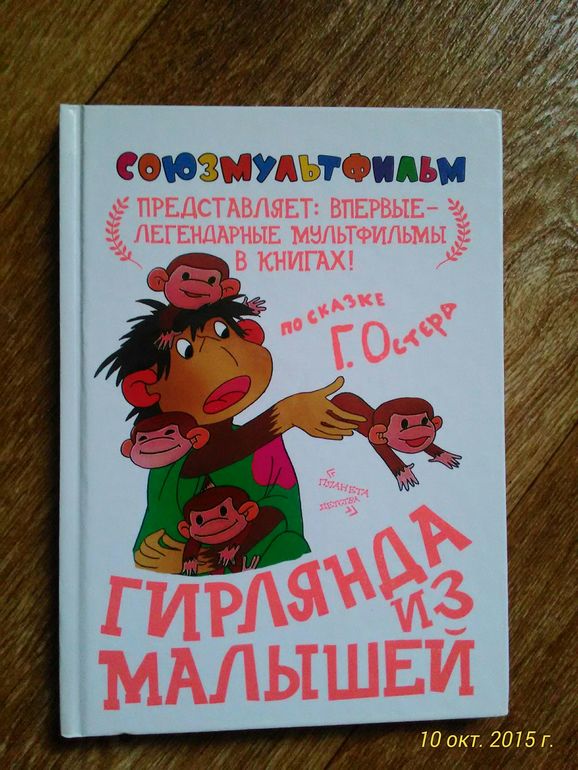 СОЮЗМУЛЬТФИЛЬМ
ПРЕДСТАВЛЯЕТ: ВПЕРВЫЕ-
ЛЕГЕНДАРНЫЕ МУЛЬТФИЛЬМЫ
В КНИГАХ!
ПО СКАЗКЕ
Г. ОСТЕРА
"ПЛАНЕТА
ДЕТСТВА"
ГИРЛЯНДА
ИЗ
МАЛЫШЕЙ
10 окт. 2015 г.